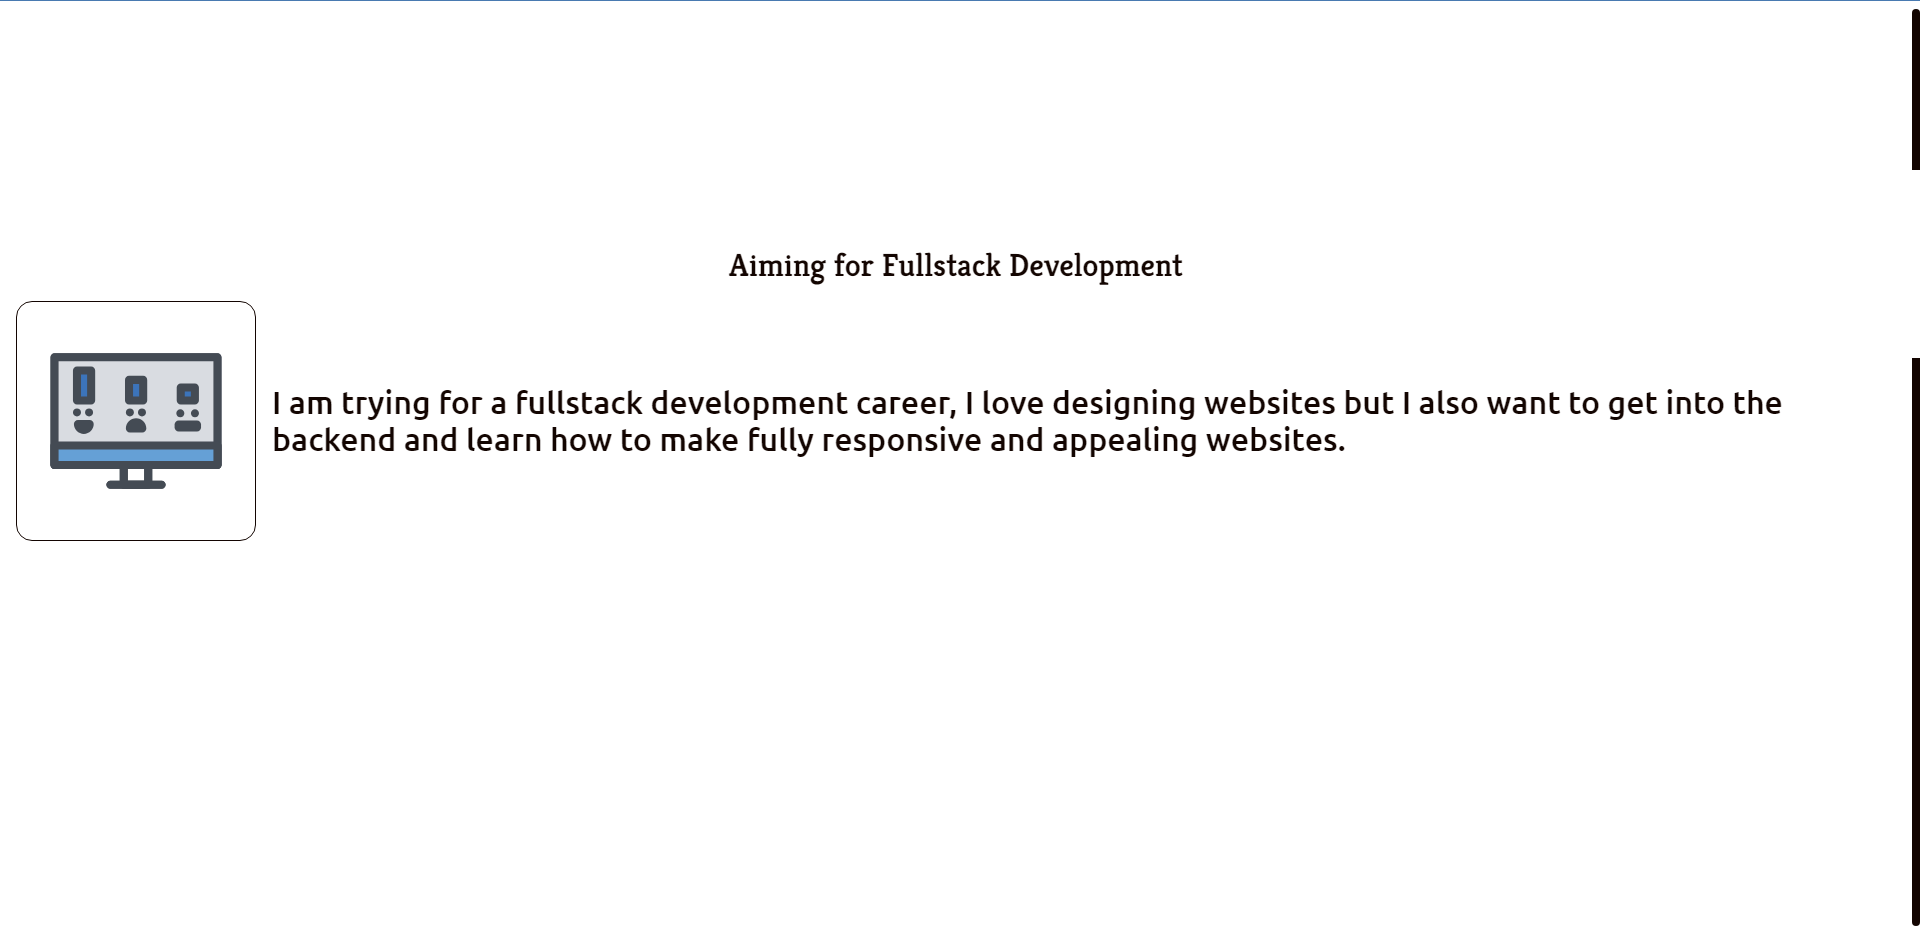 Aiming for Fullstack Development
I am trying for a fullstack development career, I love designing websites but I also want to get into the
backend and learn how to make fully responsive and appealing websites.